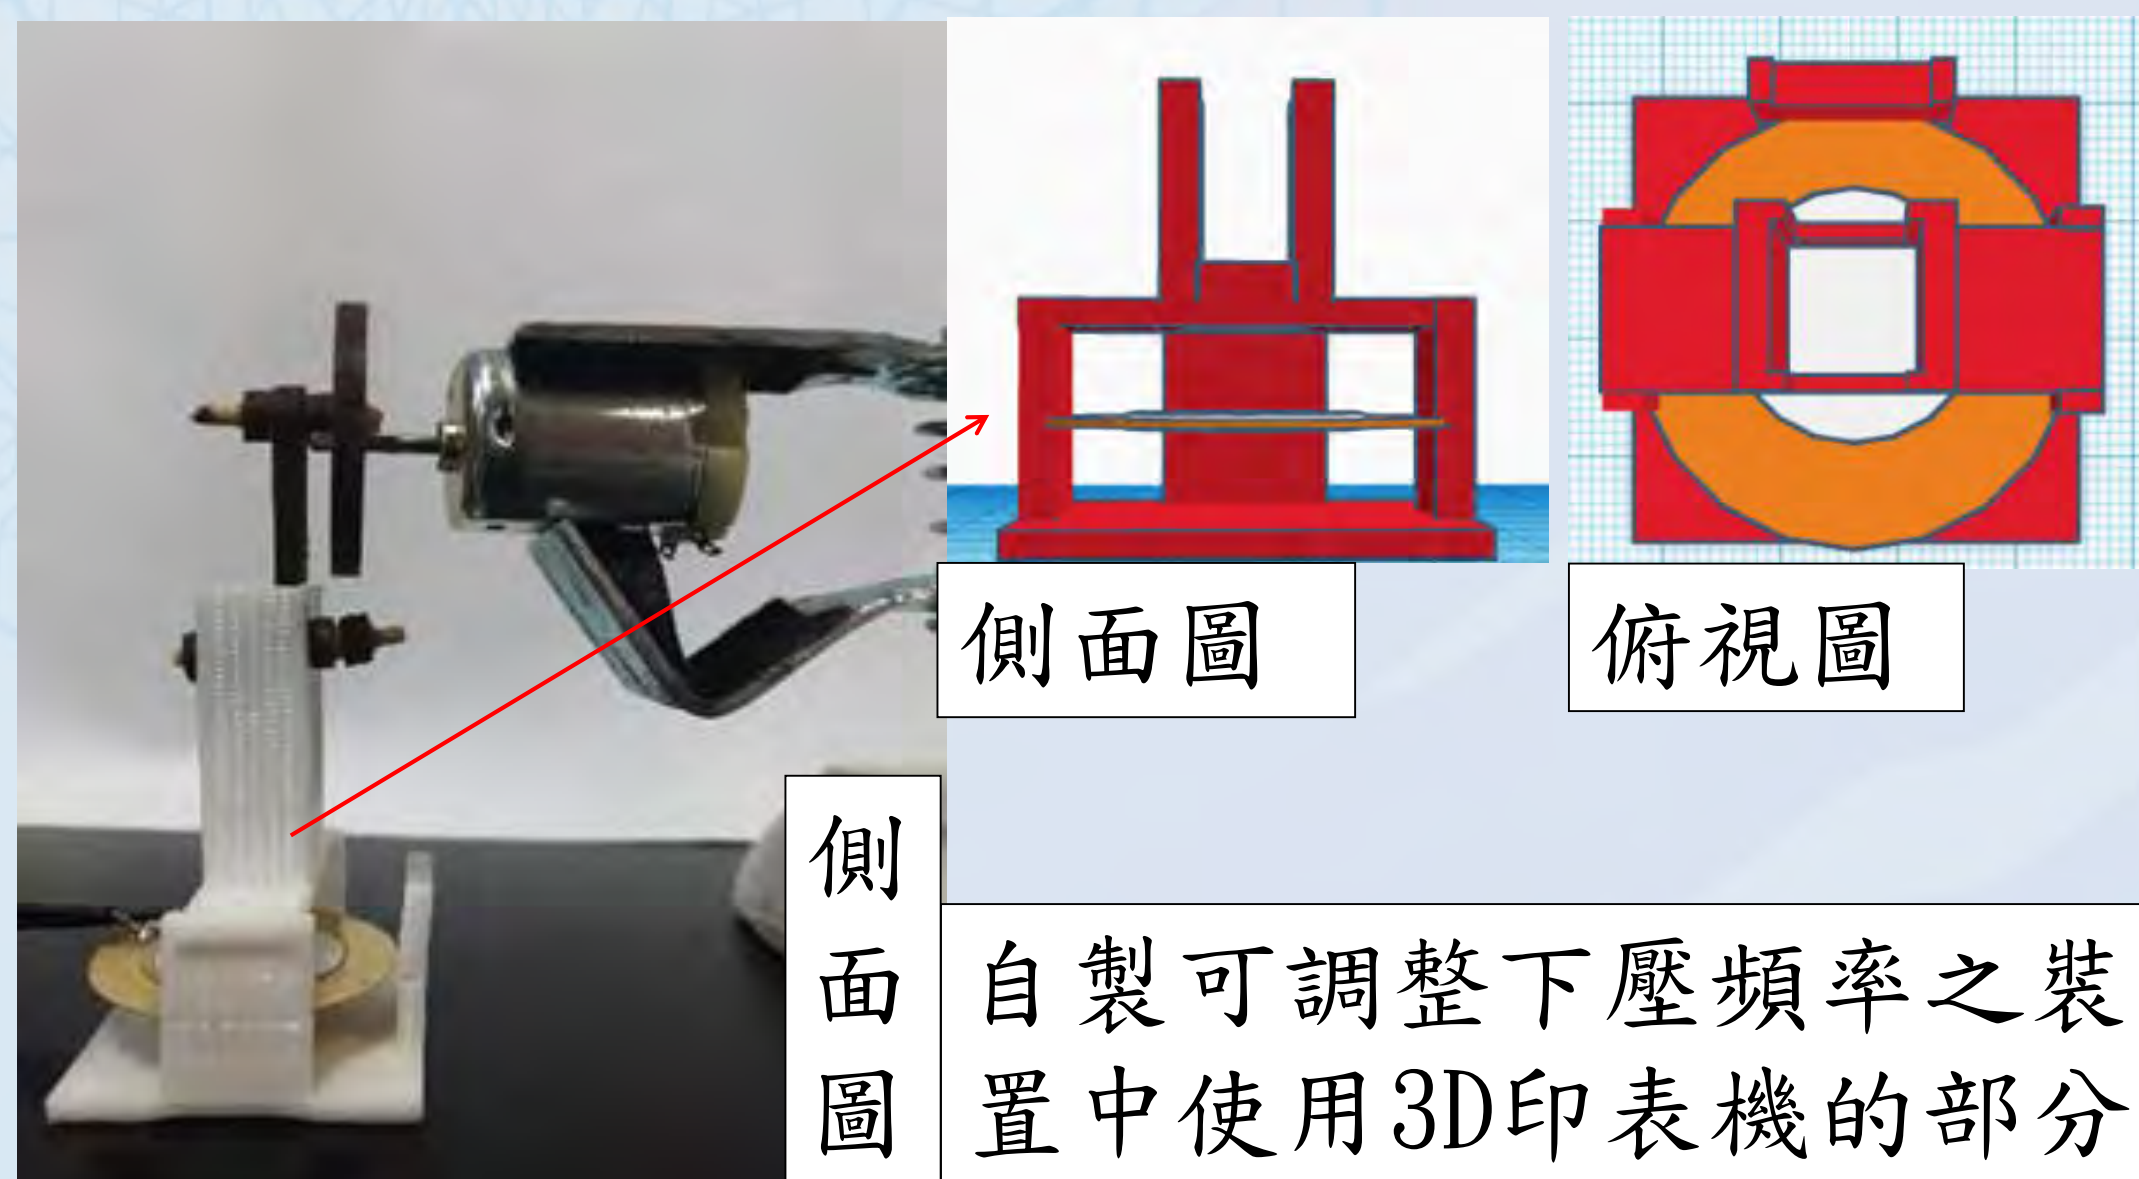 側面圖
俯視圖
側
面
圖
自製可調整下壓頻率之裝
置中使用3D印表機的部分